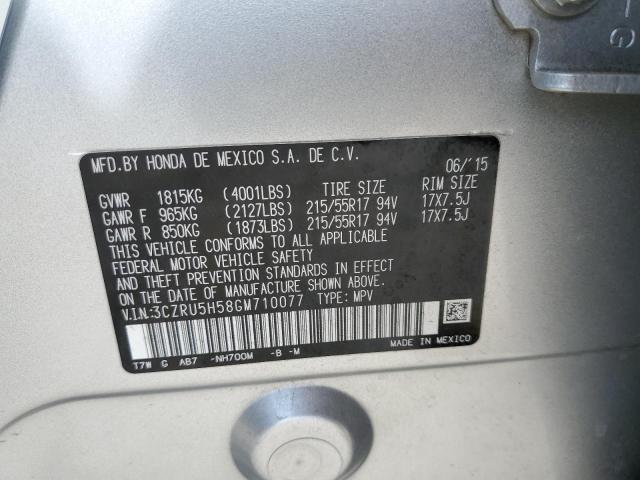 MFD.BY HONDA DE MEXICO S.A. DE C.V. 06/'15
GVWR 1815KG (4001LBS) TIRE SIZE RIM SIZE
GAWR F 965KG (2127LBS) 215/55R17 94V 17X7.5J
GAWR R 850KG (1873LBS) 215/55R17 94V 17X7.5J
THIS VEHICLE CONFORMS TO ALL APPLICABLE
FEDERAL MOTOR VEHICLE SAFETY
AND THEFT PREVENTION STANDARDS IN EFFECT
ON THE DATE OF MANUFACTURE SHOWN ABOVE.
V.I.N.:3CZRU5H58GM710077 TYPE: MPV
T7W G AB7 -NH700M -B -M
MADE IN MEXICO